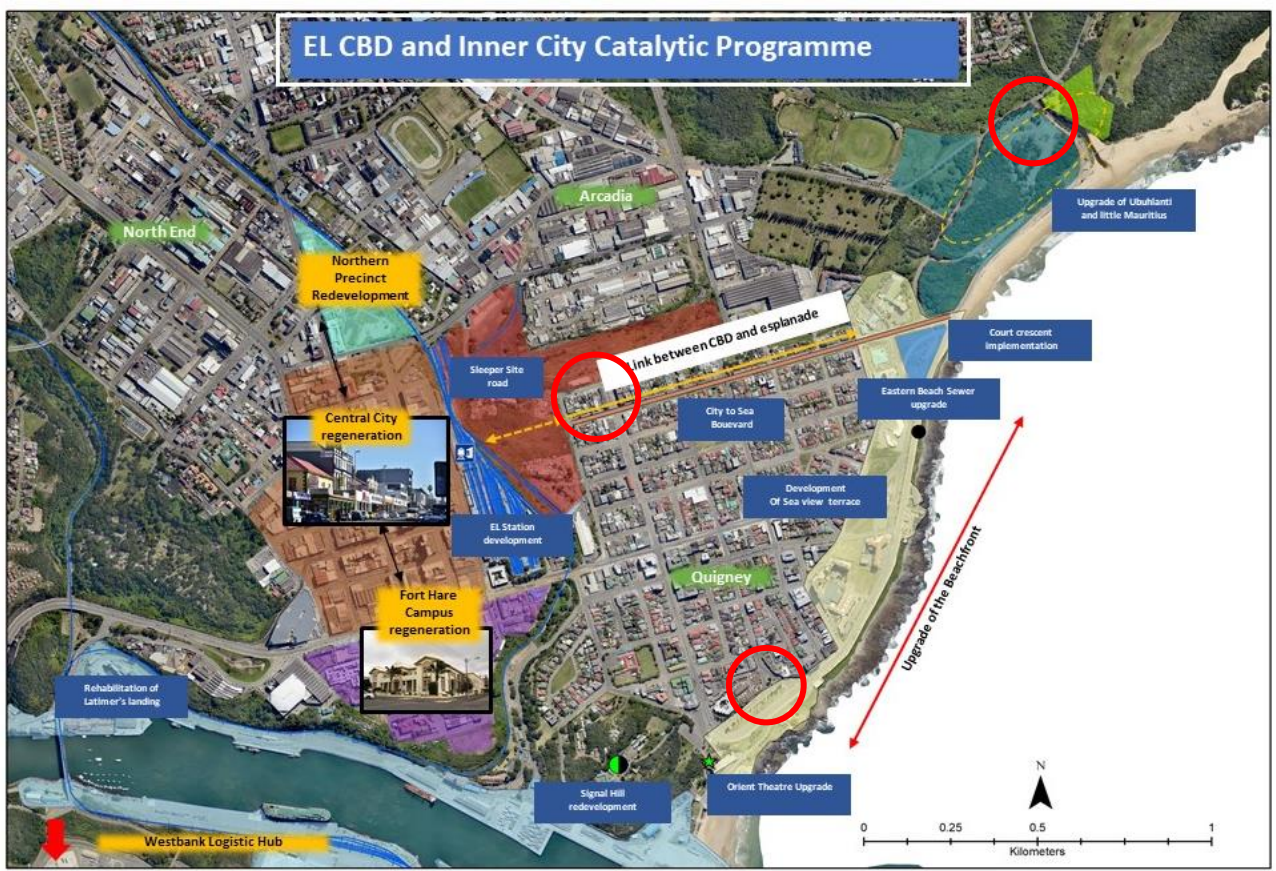 EL CBD and Inner City Catalytic Programme
Arcadia
Upgrade of Ubuhlanti
and little Mauritius
North End
Northern
Precinct
Redevelopment
Link between CBD and esplanade
Court crescent
implementation
Sleeper Site
road
Eastern Beach Sewer
upgrade
City to Sea
Bouevard
Central City
regeneration
Development
Of Sea view terrace
EL Station
development
Quigney
Fort Hare
Campus
regeneration
Upgrade of the Beachfront
Rehabilitation of
Latimer's landing
Signal Hill
redevelopment
Orient Theatre Upgrade
N
Westbank Logistic Hub
0 0.25 0.5 1
Kilometers